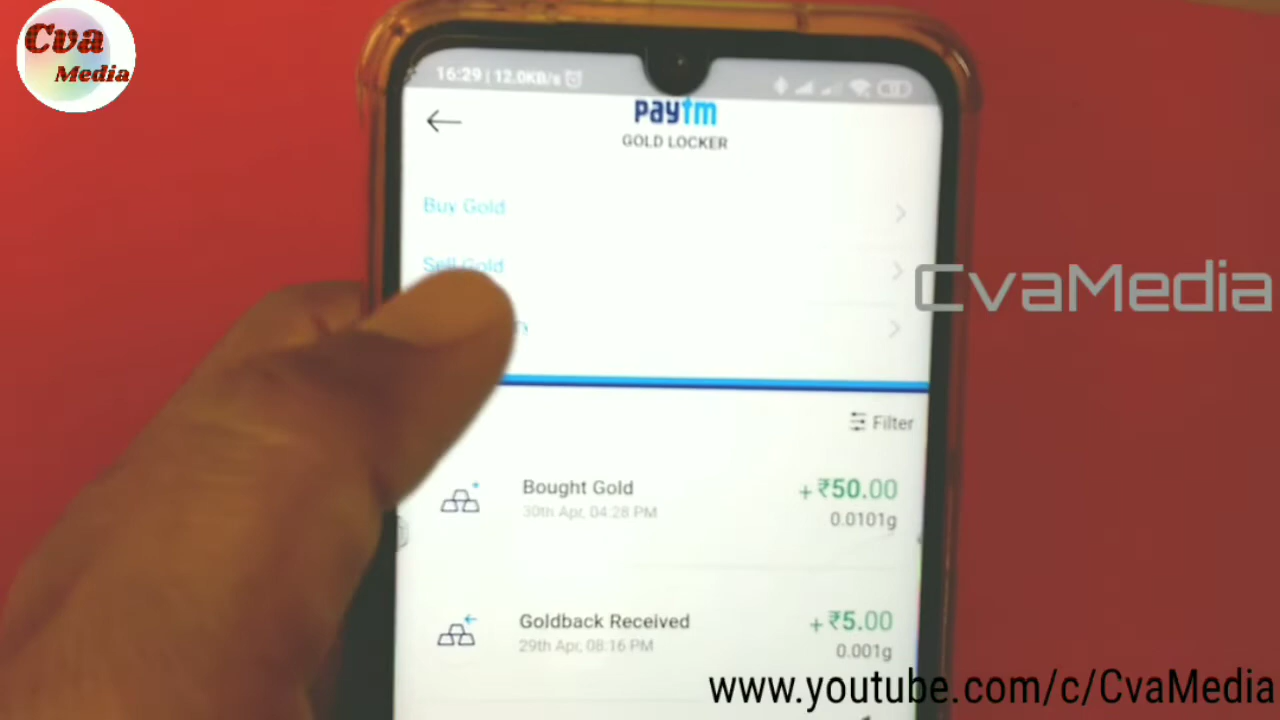 Cva
Media
16:29 | 12.0KB/s
paytm
GOLD LOCKER
Buy Gold
Sell Gold
CvaMedia
Filter
Bought Gold
+₹50.00
30th Apr, 04:28 PM
0.0101g
Goldback Received
+₹5.00
29th Apr, 08:16 PM
0.001g
www.youtube.com/c/CvaMedia